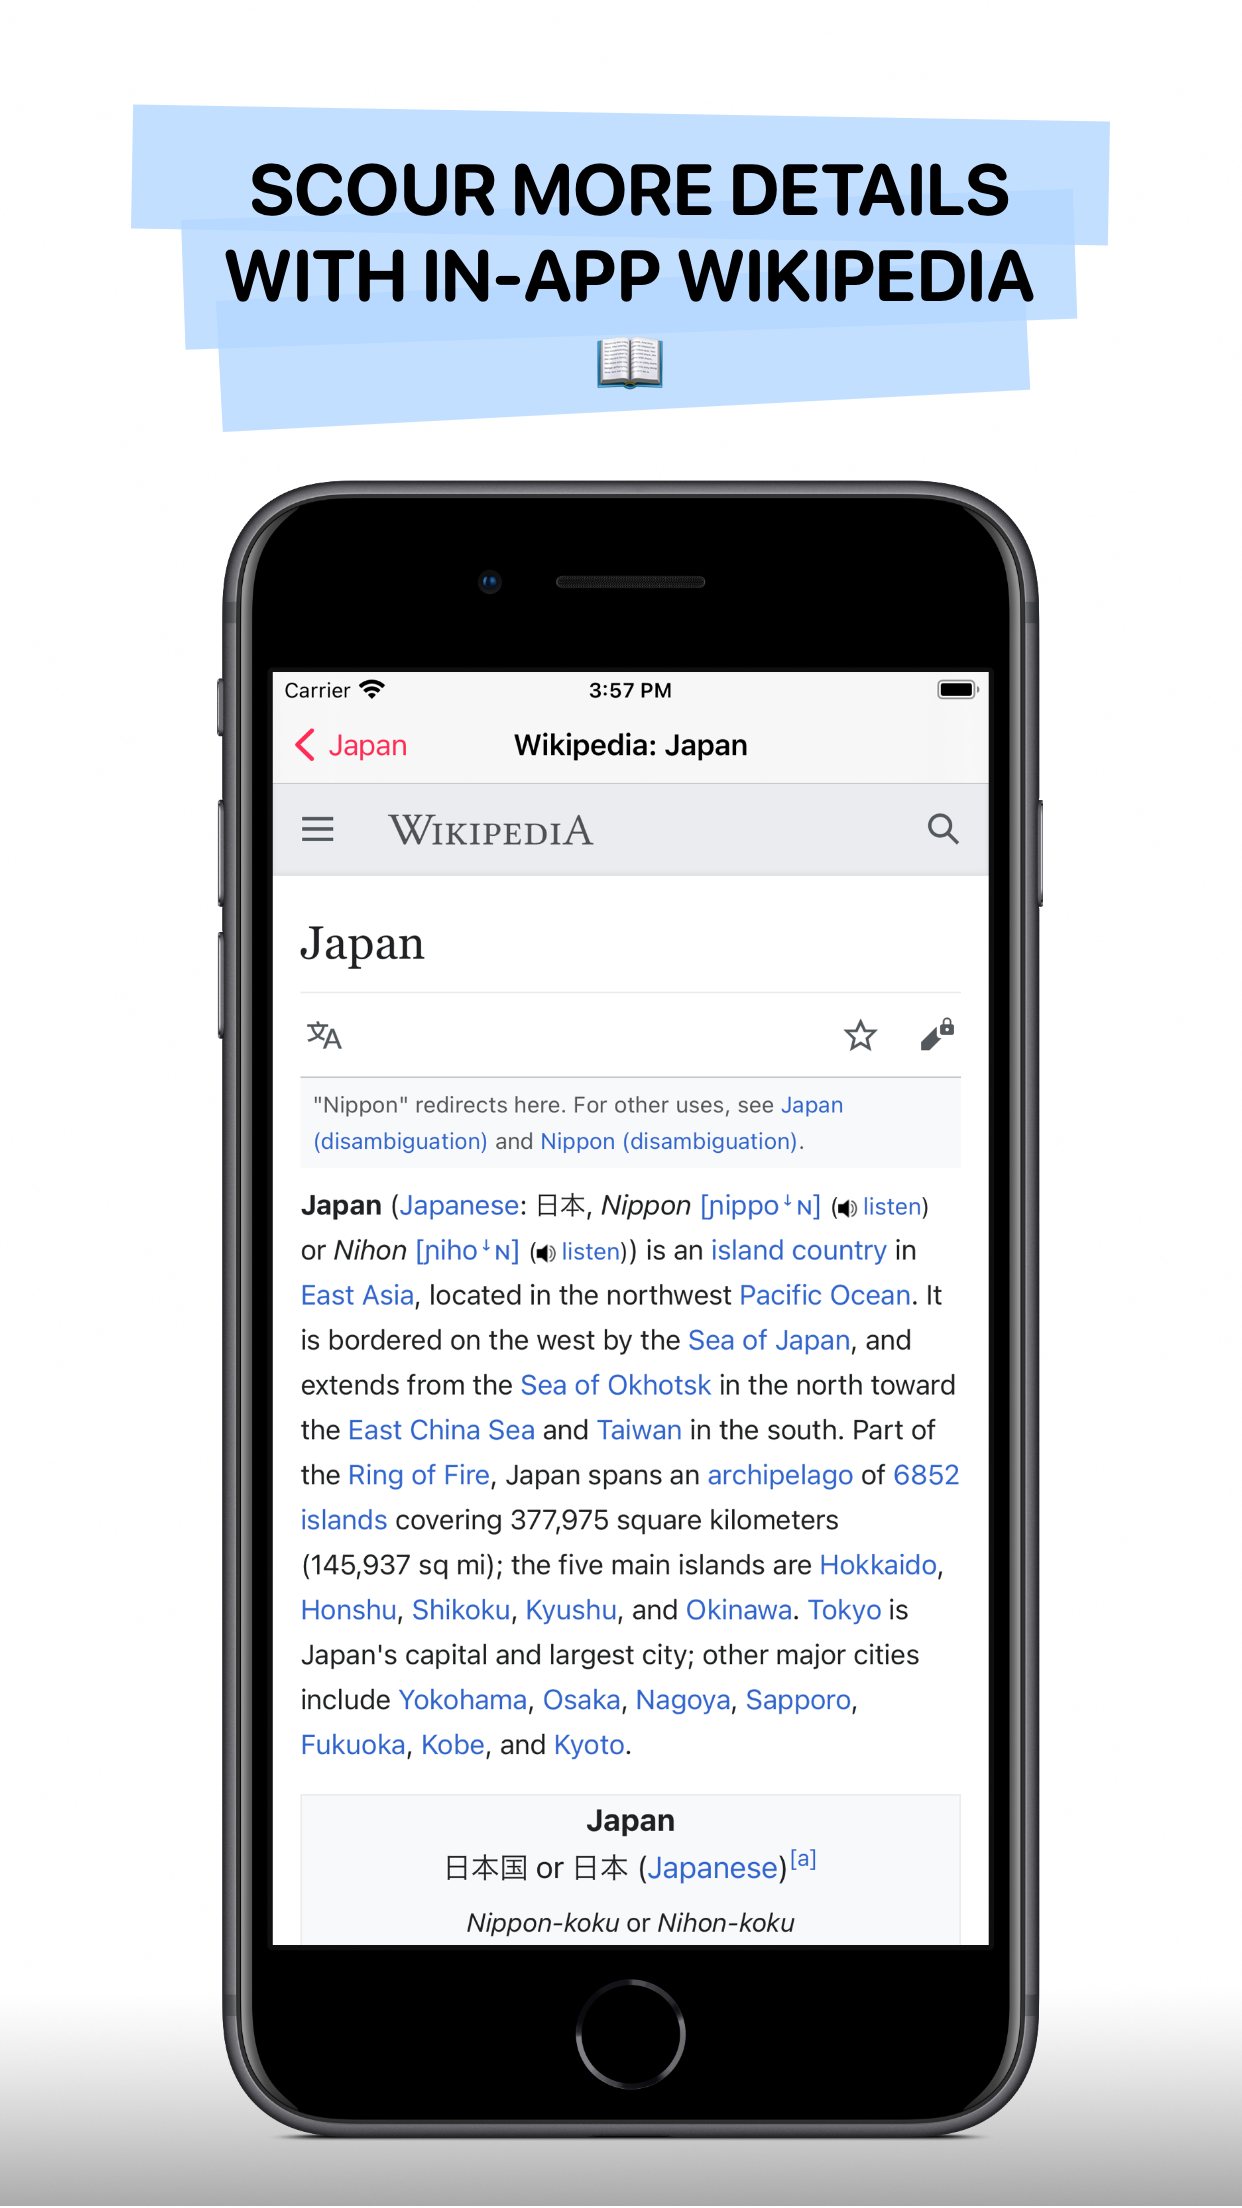 SCOUR MORE DETAILS
WITH IN-APP WIKIPEDIA
Carrier 3:57 PM
Japan Wikipedia: Japan
WIKIPEDIA
Japan
"Nippon" redirects here. For other uses, see Japan
(disambiguation) and Nippon (disambiguation).
Japan (Japanese: 日本, Nippon [ɲippoꜜɴ] (listen)
or Nihon [ɲihoꜜɴ] (listen)) is an island country in
East Asia, located in the northwest Pacific Ocean. It
is bordered on the west by the Sea of Japan, and
extends from the Sea of Okhotsk in the north toward
the East China Sea and Taiwan in the south. Part of
the Ring of Fire, Japan spans an archipelago of 6852
islands covering 377,975 square kilometers
(145,937 sq mi); the five main islands are Hokkaido,
Honshu, Shikoku, Kyushu, and Okinawa. Tokyo is
Japan's capital and largest city; other major cities
include Yokohama, Osaka, Nagoya, Sapporo,
Fukuoka, Kobe, and Kyoto.
Japan
日本国 or 日本 (Japanese)[a]
Nippon-koku or Nihon-koku